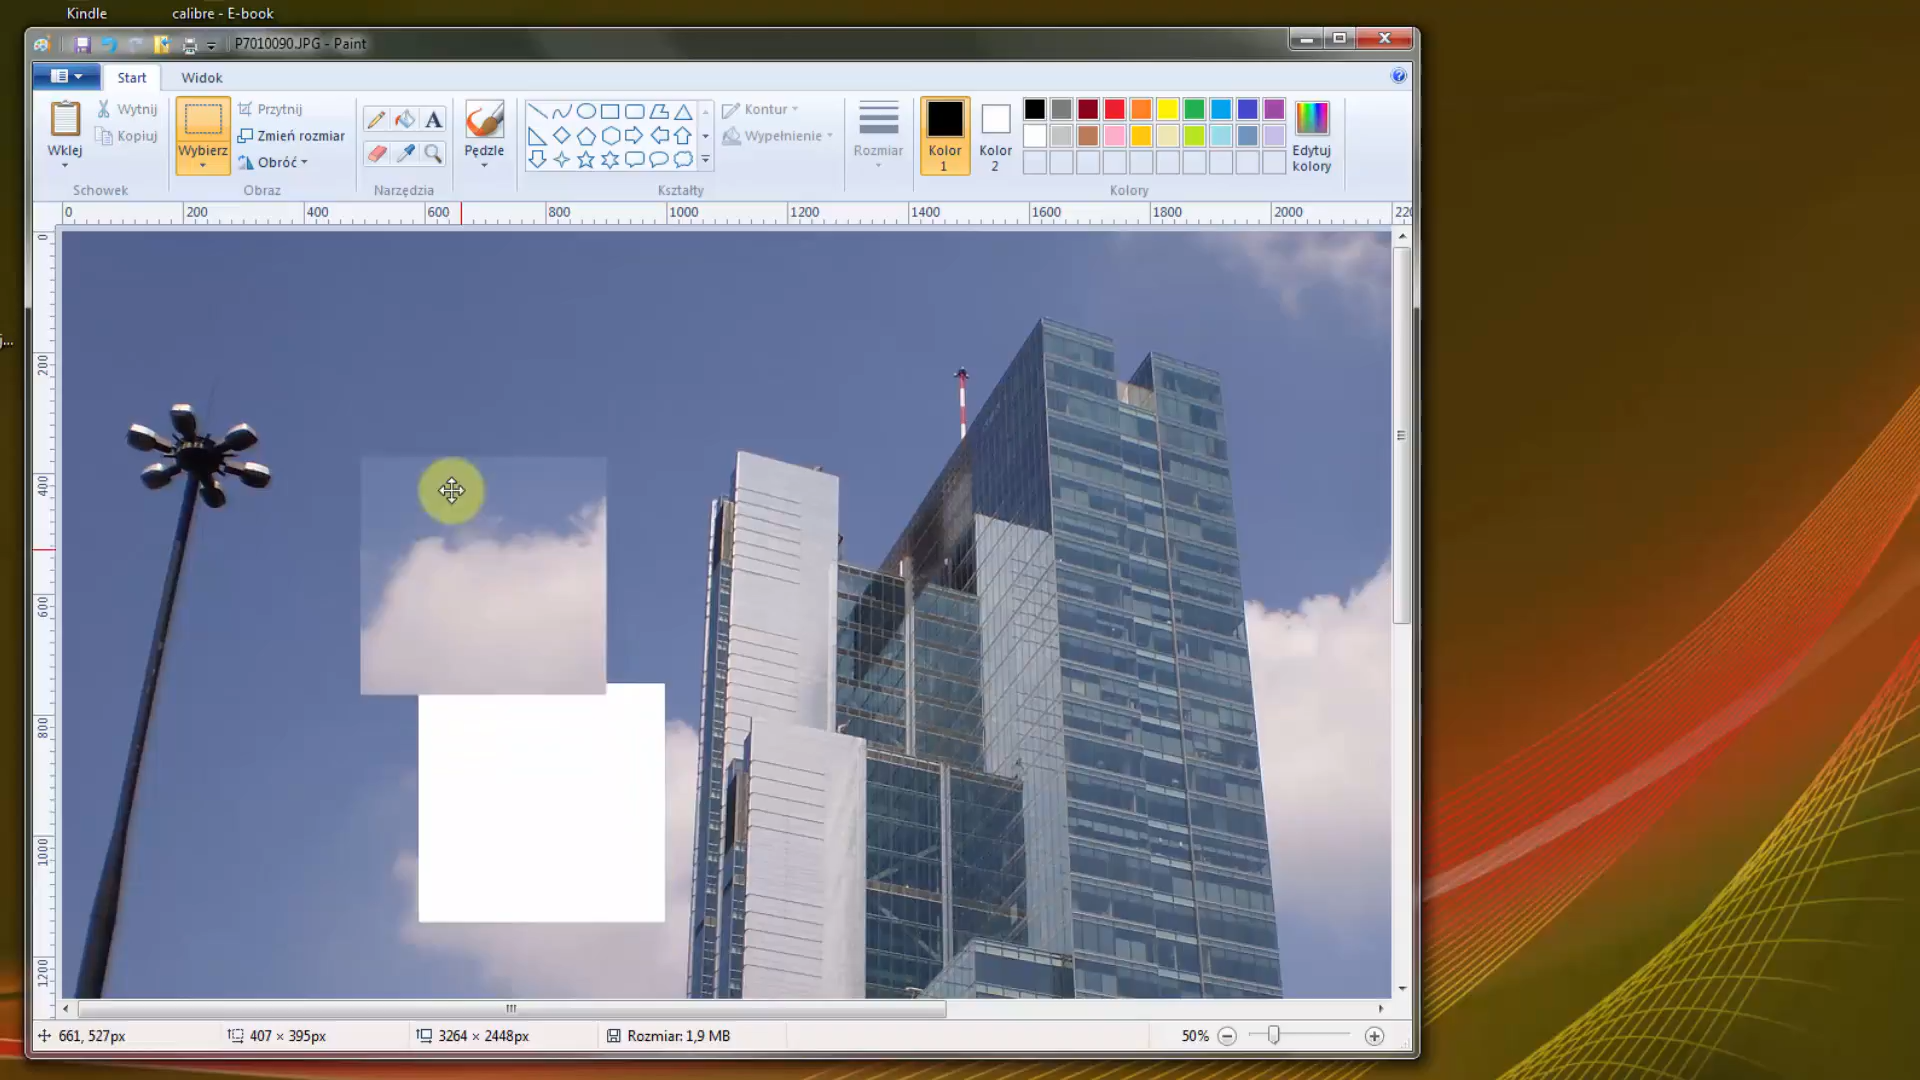 Kindle
calibre - E-book
P7010090.JPG - Paint
Start
Widok
Wklej
Wytnij
Kopiuj
Schowek
Wybierz
Przytnij
Zmień rozmiar
Obróć
Obraz
A
Narzędzia
Pędzle
Kontur
Wypełnienie
Kształty
Rozmiar
Kolor
1
Kolor
2
Edytuj
kolory
Kolory
0 200 400 600 800 1000 1200 1400 1600 1800 2000 220
0
200
400
600
800
1000
1200
661, 527px
407 × 395px
3264 × 2448px
Rozmiar: 1,9 MB
50%